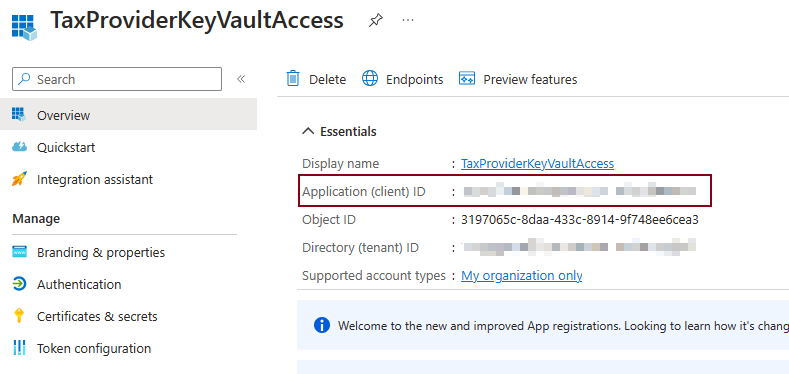 TaxProviderKeyVaultAccess
Search
Overview
Quickstart
Integration assistant
Manage
Branding & properties
Authentication
Certificates & secrets
Token configuration
Delete Endpoints Preview features
Essentials
Display name : TaxProviderKeyVaultAccess
Application (client) ID :
Object ID : 3197065c-8daa-433c-8914-9f748ee6cea3
Directory (tenant) ID :
Supported account types : My organization only
Welcome to the new and improved App registrations. Looking to learn how it's chang